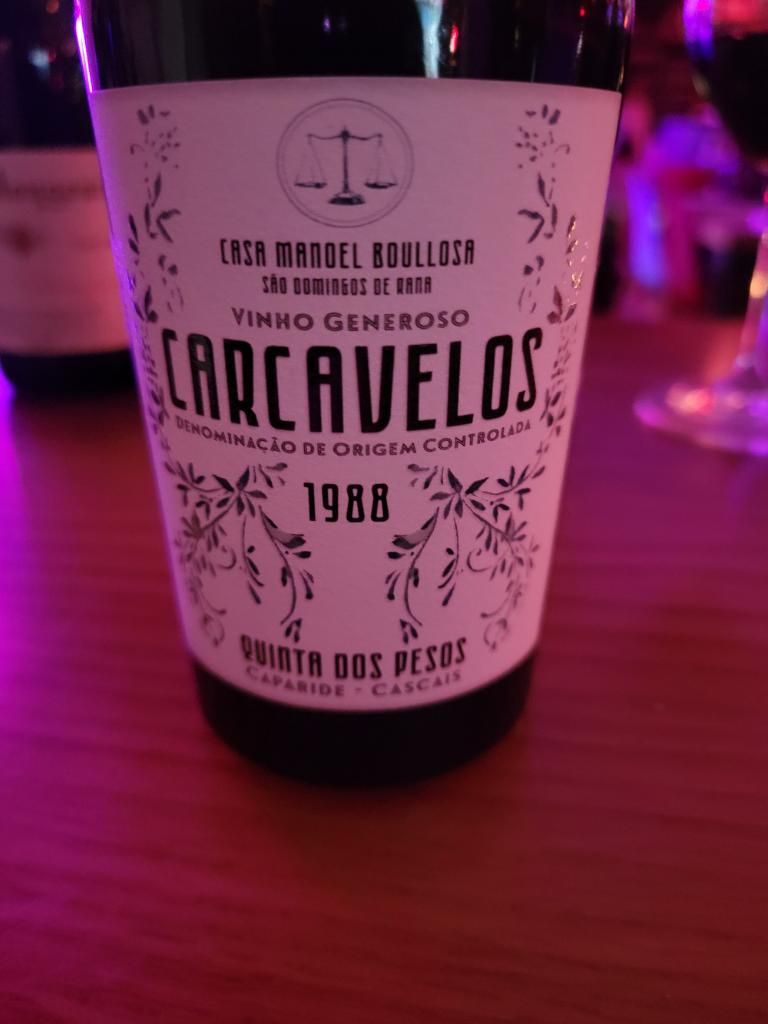 CASA MANOEL BOULLOSA
SÃO DOMINGOS DE RANA
VINHO GENEROSO
CARCAVELOS
DENOMINAÇÃO DE ORIGEM CONTROLADA
1988
QUINTA DOS PESOS
CAPARIDE - CASCAIS